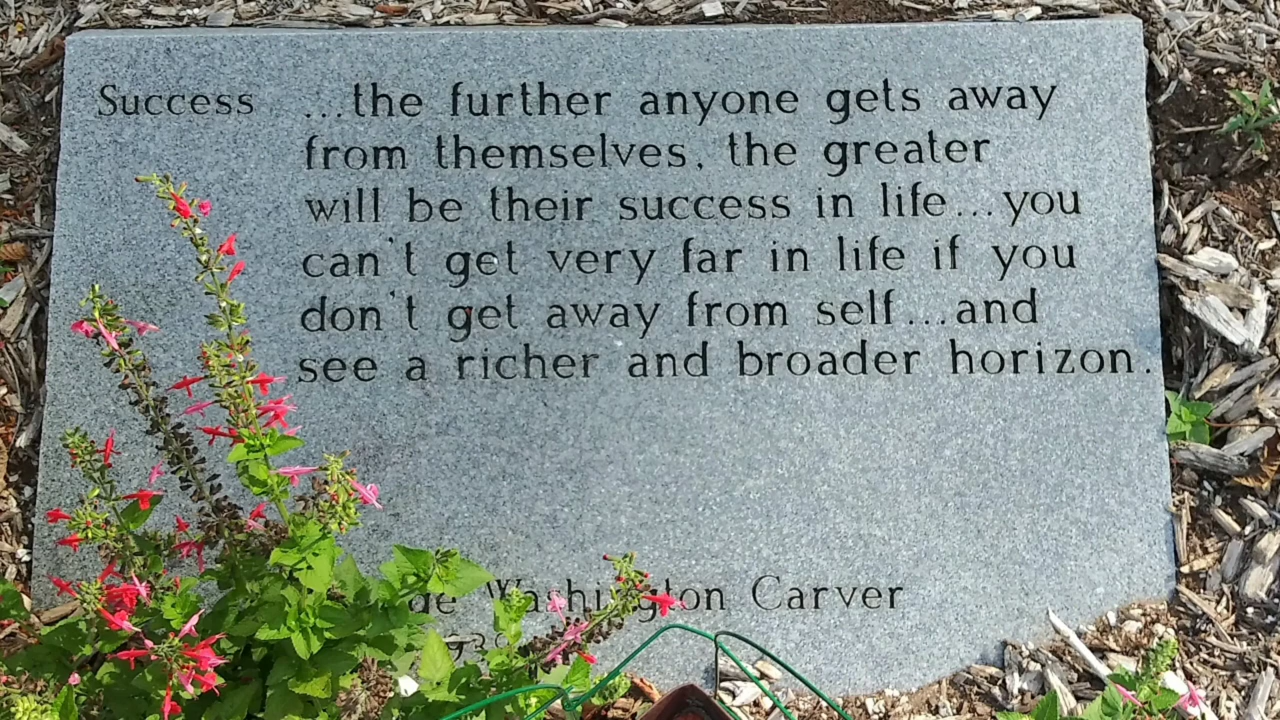 Success ...the further anyone gets away
from themselves, the greater
will be their success in life...you
can't get very far in life if you
don't get away from self...and
see a richer and broader horizon.
Washington Carver